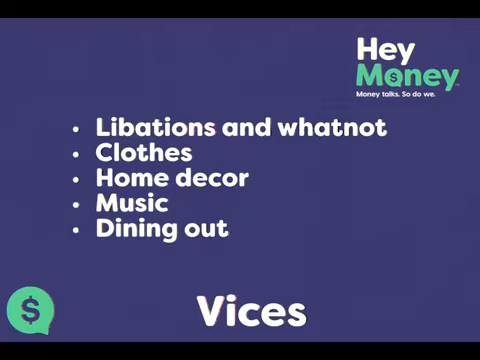 Hey
Money
Money talks. So do we.
• Libations and whatnot
• Clothes
• Home decor
• Music
• Dining out
$
Vices